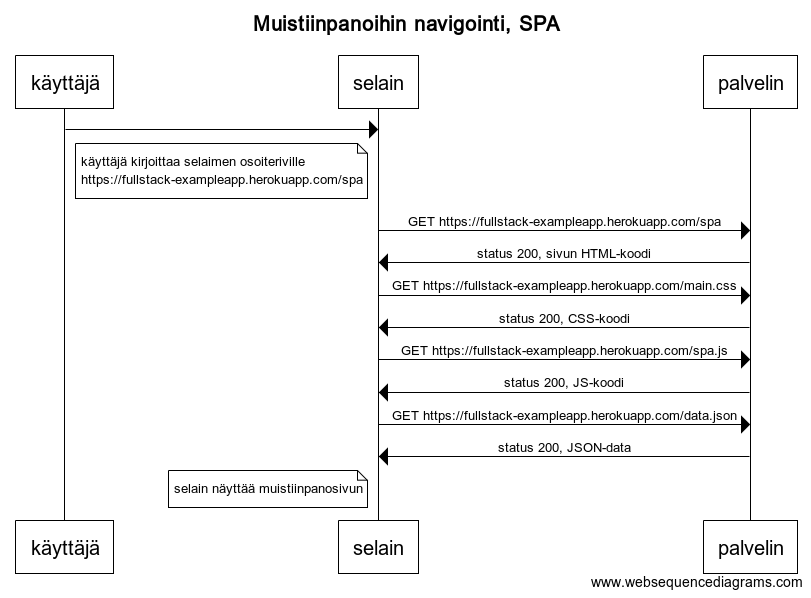 Muistiinpanoihin navigointi, SPA
käyttäjä
selain
palvelin
käyttäjä kirjoittaa selaimen osoiteriville
https://fullstack-exampleapp.herokuapp.com/spa
GET https://fullstack-exampleapp.herokuapp.com/spa
status 200, sivun HTML-koodi
GET https://fullstack-exampleapp.herokuapp.com/main.css
status 200, CSS-koodi
GET https://fullstack-exampleapp.herokuapp.com/spa.js
status 200, JS-koodi
GET https://fullstack-exampleapp.herokuapp.com/data.json
status 200, JSON-data
selain näyttää muistiinpanosivun
käyttäjä
selain
palvelin
www.websequencediagrams.com